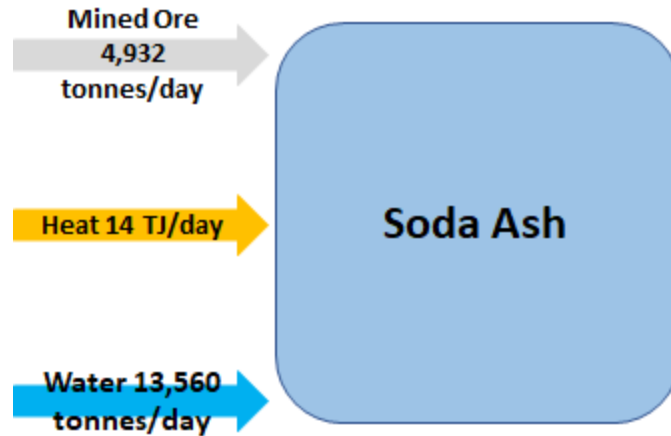 Mined Ore
4,932
tonnes/day
Heat 14 TJ/day
Soda Ash
Water 13,560
tonnes/day